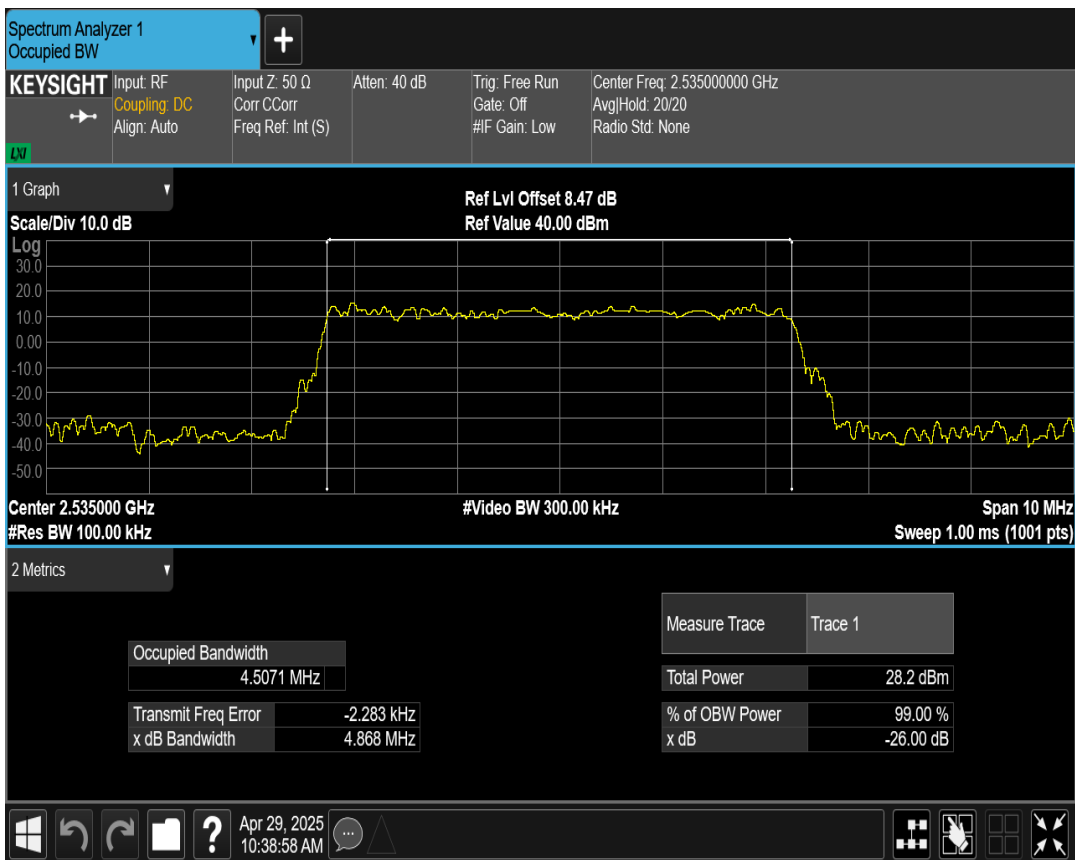 Spectrum Analyzer 1
Occupied BW
+
KEYSIGHT
LXI
Input: RF
Coupling: DC
Align: Auto
Input Z: 50 Ω
Corr CCorr
Freq Ref: Int (S)
Atten: 40 dB
Trig: Free Run
Gate: Off
#IF Gain: Low
Center Freq: 2.535000000 GHz
Avg|Hold: 20/20
Radio Std: None
1 Graph
Scale/Div 10.0 dB
Ref Lvl Offset 8.47 dB
Ref Value 40.00 dBm
Log
30.0
20.0
10.0
0.00
-10.0
-20.0
-30.0
-40.0
-50.0
Center 2.535000 GHz
#Video BW 300.00 kHz
Span 10 MHz
#Res BW 100.00 kHz
Sweep 1.00 ms (1001 pts)
2 Metrics
Measure Trace Trace 1
Occupied Bandwidth
4.5071 MHz
Total Power 28.2 dBm
Transmit Freq Error -2.283 kHz
% of OBW Power 99.00 %
x dB Bandwidth 4.868 MHz
x dB -26.00 dB
?
Apr 29, 2025
10:38:58 AM